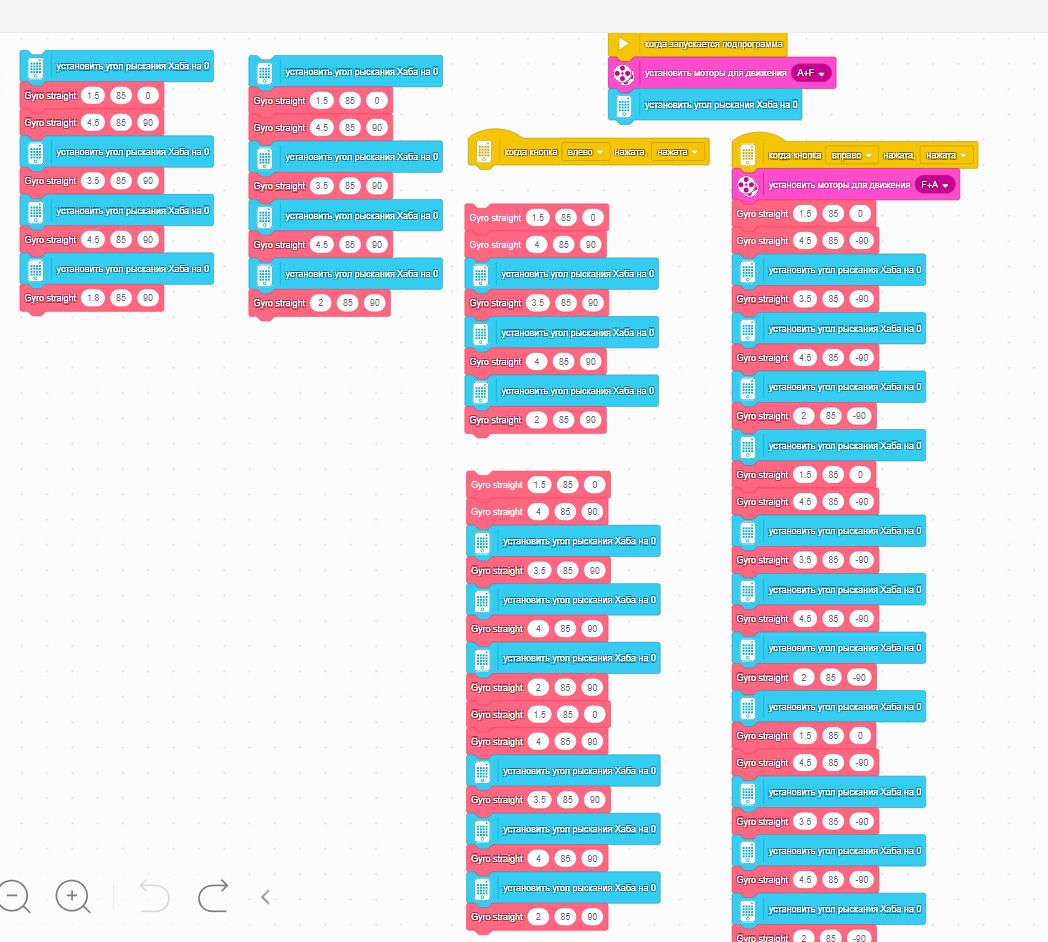 установить угол рыскания Хаба на 0
Gyro straight 1.5 85 0
Gyro straight 4.5 85 90
установить угол рыскания Хаба на 0
Gyro straight 3.5 85 90
установить угол рыскания Хаба на 0
Gyro straight 4.5 85 90
установить угол рыскания Хаба на 0
Gyro straight 1.8 85 90
установить угол рыскания Хаба на 0
Gyro straight 1.5 85 0
Gyro straight 4.5 85 90
установить угол рыскания Хаба на 0
Gyro straight 3.5 85 90
установить угол рыскания Хаба на 0
Gyro straight 4.5 85 90
установить угол рыскания Хаба на 0
Gyro straight 2 85 90
когда запускается подпрограмма
установить моторы для движения A+F
установить угол рыскания Хаба на 0
когда кнопка влево нажата, нажата
Gyro straight 1.5 85 0
Gyro straight 4 85 90
установить угол рыскания Хаба на 0
Gyro straight 3.5 85 90
установить угол рыскания Хаба на 0
Gyro straight 4 85 90
установить угол рыскания Хаба на 0
Gyro straight 2 85 90
Gyro straight 1.5 85 0
Gyro straight 4 85 90
установить угол рыскания Хаба на 0
Gyro straight 3.5 85 90
установить угол рыскания Хаба на 0
Gyro straight 4 85 90
установить угол рыскания Хаба на 0
Gyro straight 2 85 90
Gyro straight 1.5 85 0
Gyro straight 4 85 90
установить угол рыскания Хаба на 0
Gyro straight 3.5 85 90
установить угол рыскания Хаба на 0
Gyro straight 4 85 90
установить угол рыскания Хаба на 0
Gyro straight 2 85 90
когда кнопка вправо нажата, нажата
установить моторы для движения F+A
Gyro straight 1.5 85 0
Gyro straight 4.5 85 -90
установить угол рыскания Хаба на 0
Gyro straight 3.5 85 -90
установить угол рыскания Хаба на 0
Gyro straight 4.5 85 -90
установить угол рыскания Хаба на 0
Gyro straight 2 85 -90
установить угол рыскания Хаба на 0
Gyro straight 1.5 85 0
Gyro straight 4.5 85 -90
установить угол рыскания Хаба на 0
Gyro straight 3.5 85 -90
установить угол рыскания Хаба на 0
Gyro straight 4.5 85 -90
установить угол рыскания Хаба на 0
Gyro straight 2 85 -90
установить угол рыскания Хаба на 0
Gyro straight 1.5 85 0
Gyro straight 4.5 85 -90
установить угол рыскания Хаба на 0
Gyro straight 3.5 85 -90
установить угол рыскания Хаба на 0
Gyro straight 4.5 85 -90
установить угол рыскания Хаба на 0
Gyro straight 2 85 -90